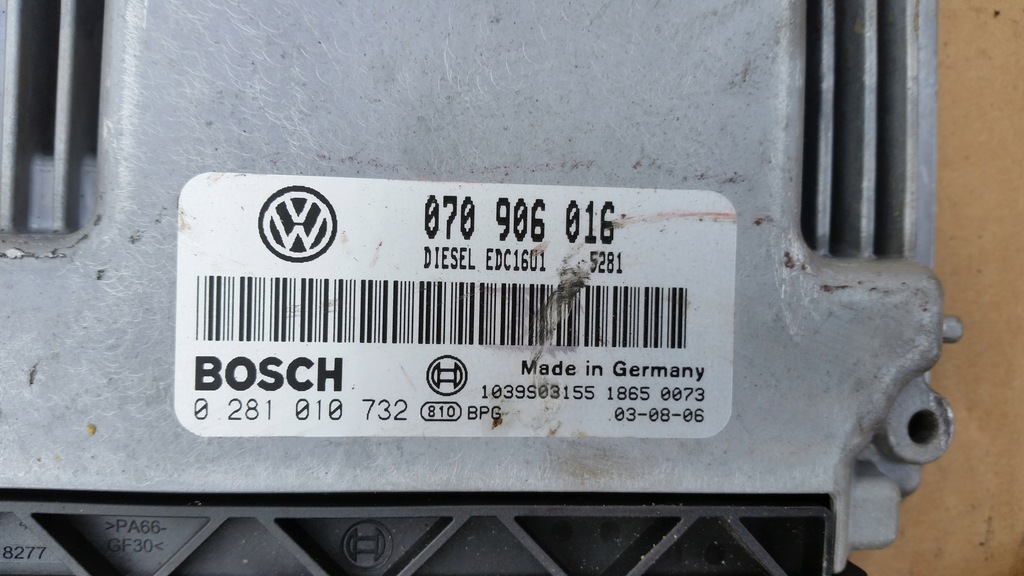 070 906 016
DIESEL EDC16U1 5281
BOSCH
Made in Germany
1039S03155 1865 0073
0 281 010 732 810 BPG
03-08-06
>PA66-
GF30<
8277